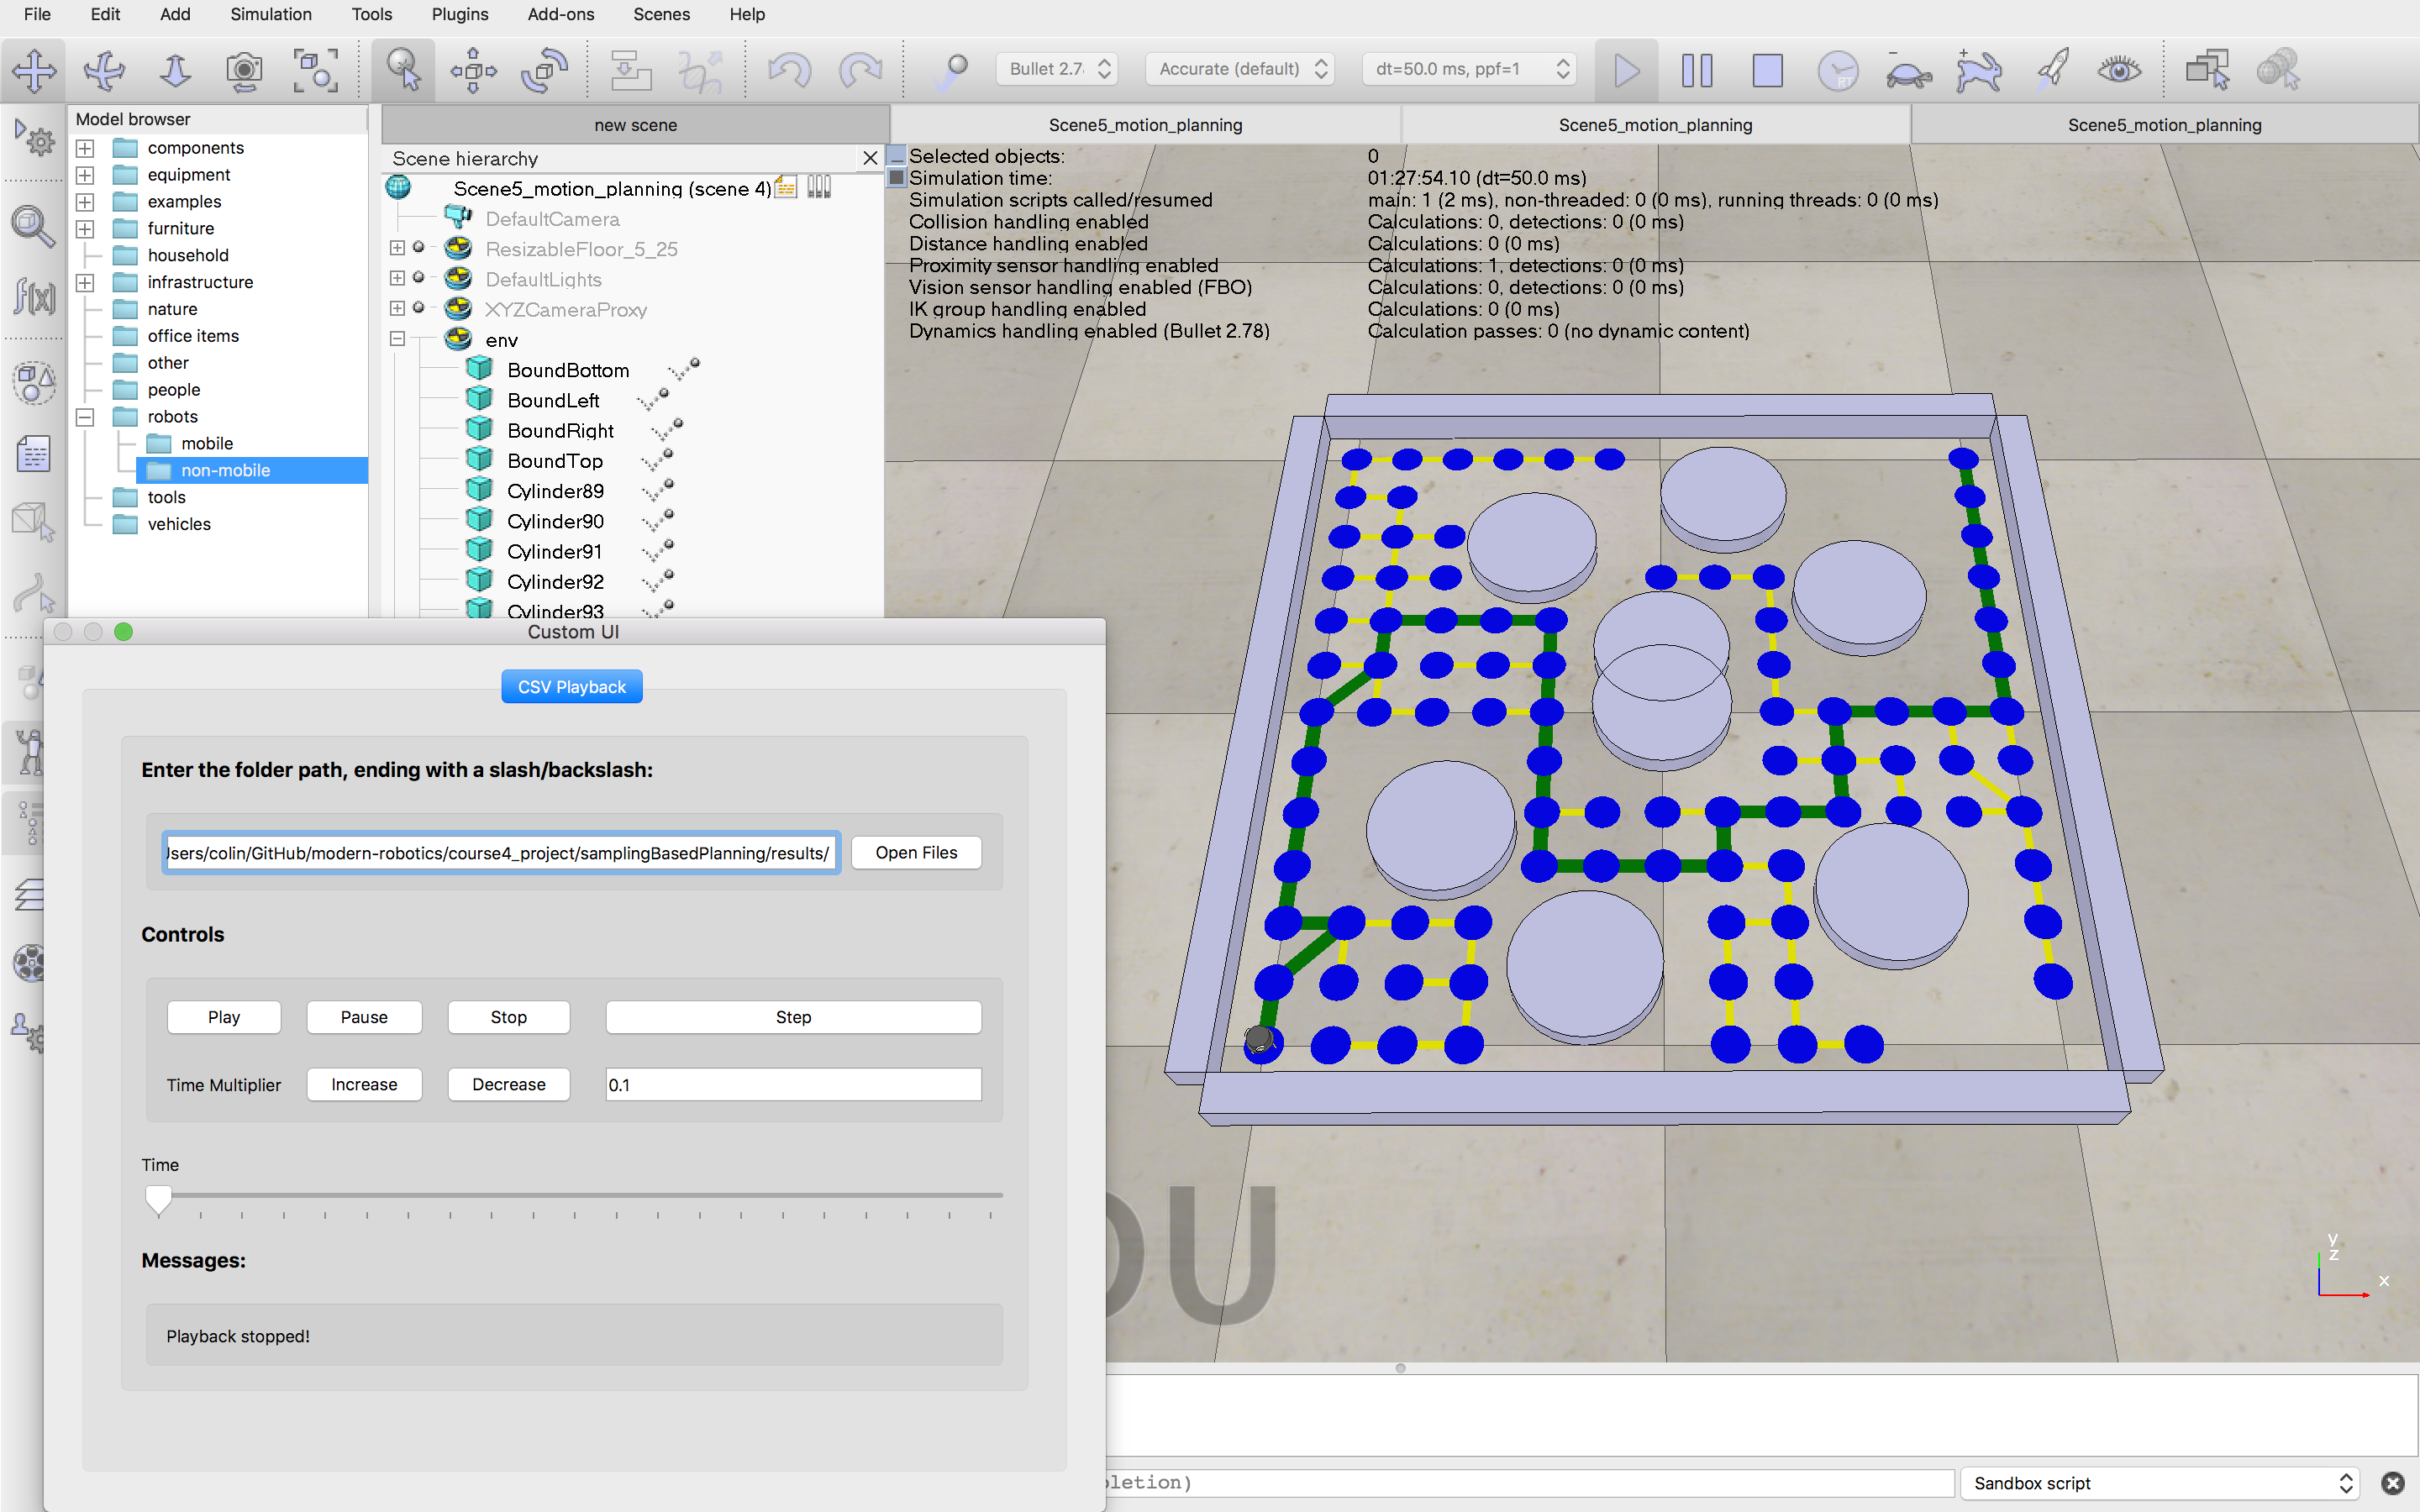 File Edit Add Simulation Tools Plugins Add-ons Scenes Help
Bullet 2.7 Accurate (default) dt=50.0 ms, ppf=1
RT
Model browser
components
equipment
examples
furniture
household
infrastructure
nature
office items
other
people
robots
mobile
non-mobile
tools
vehicles
f(x)
new scene Scene5_motion_planning Scene5_motion_planning Scene5_motion_planning
Scene hierarchy
Scene5_motion_planning (scene 4)
DefaultCamera
ResizableFloor_5_25
DefaultLights
XYZCameraProxy
env
BoundBottom
BoundLeft
BoundRight
BoundTop
Cylinder89
Cylinder90
Cylinder91
Cylinder92
Cylinder93
Selected objects: 0
Simulation time: 01:27:54.10 (dt=50.0 ms)
Simulation scripts called/resumed main: 1 (2 ms), non-threaded: 0 (0 ms), running threads: 0 (0 ms)
Collision handling enabled Calculations: 0, detections: 0 (0 ms)
Distance handling enabled Calculations: 0 (0 ms)
Proximity sensor handling enabled Calculations: 1, detections: 0 (0 ms)
Vision sensor handling enabled (FBO) Calculations: 0, detections: 0 (0 ms)
IK group handling enabled Calculations: 0 (0 ms)
Dynamics handling enabled (Bullet 2.78) Calculation passes: 0 (no dynamic content)
Custom UI
CSV Playback
Enter the folder path, ending with a slash/backslash:
sers/colin/GitHub/modern-robotics/course4_project/samplingBasedPlanning/results/ Open Files
Controls
Play Pause Stop Step
Time Multiplier Increase Decrease 0.1
Time
Messages:
Playback stopped!
y
z
x
U
letion)
Sandbox script